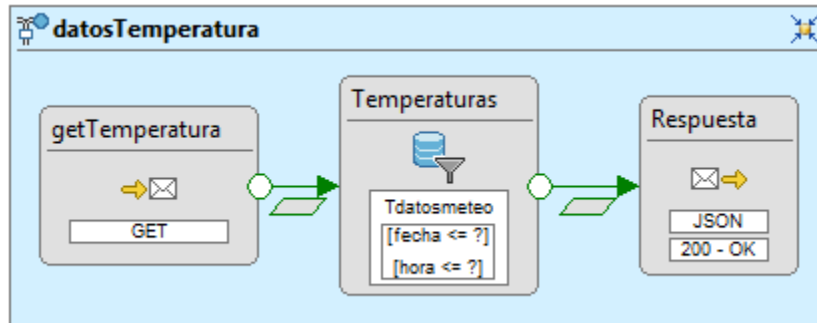 datosTemperatura
getTemperatura
GET
Temperaturas
Tdatosmeteo
[fecha <= ?]
[hora <= ?]
Respuesta
JSON
200 - OK